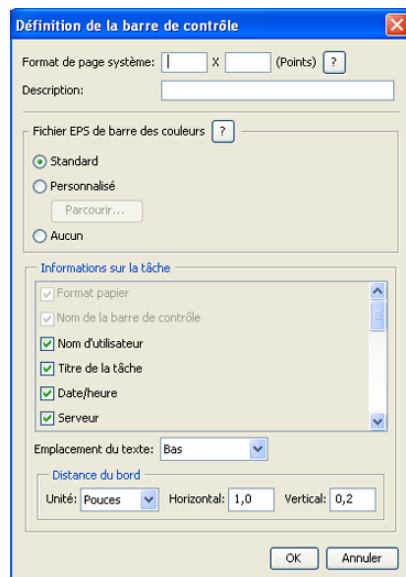 Définition de la barre de contrôle
Format de page système: X (Points) ?
Description:
Fichier EPS de barre des couleurs ?
Standard
Personnalisé
Parcourir...
Aucun
Informations sur la tâche
Format papier
Nom de la barre de contrôle
Nom d'utilisateur
Titre de la tâche
Date/heure
Serveur
Emplacement du texte: Bas
Distance du bord
Unité: Pouces Horizontal: 1,0 Vertical: 0,2
OK Annuler